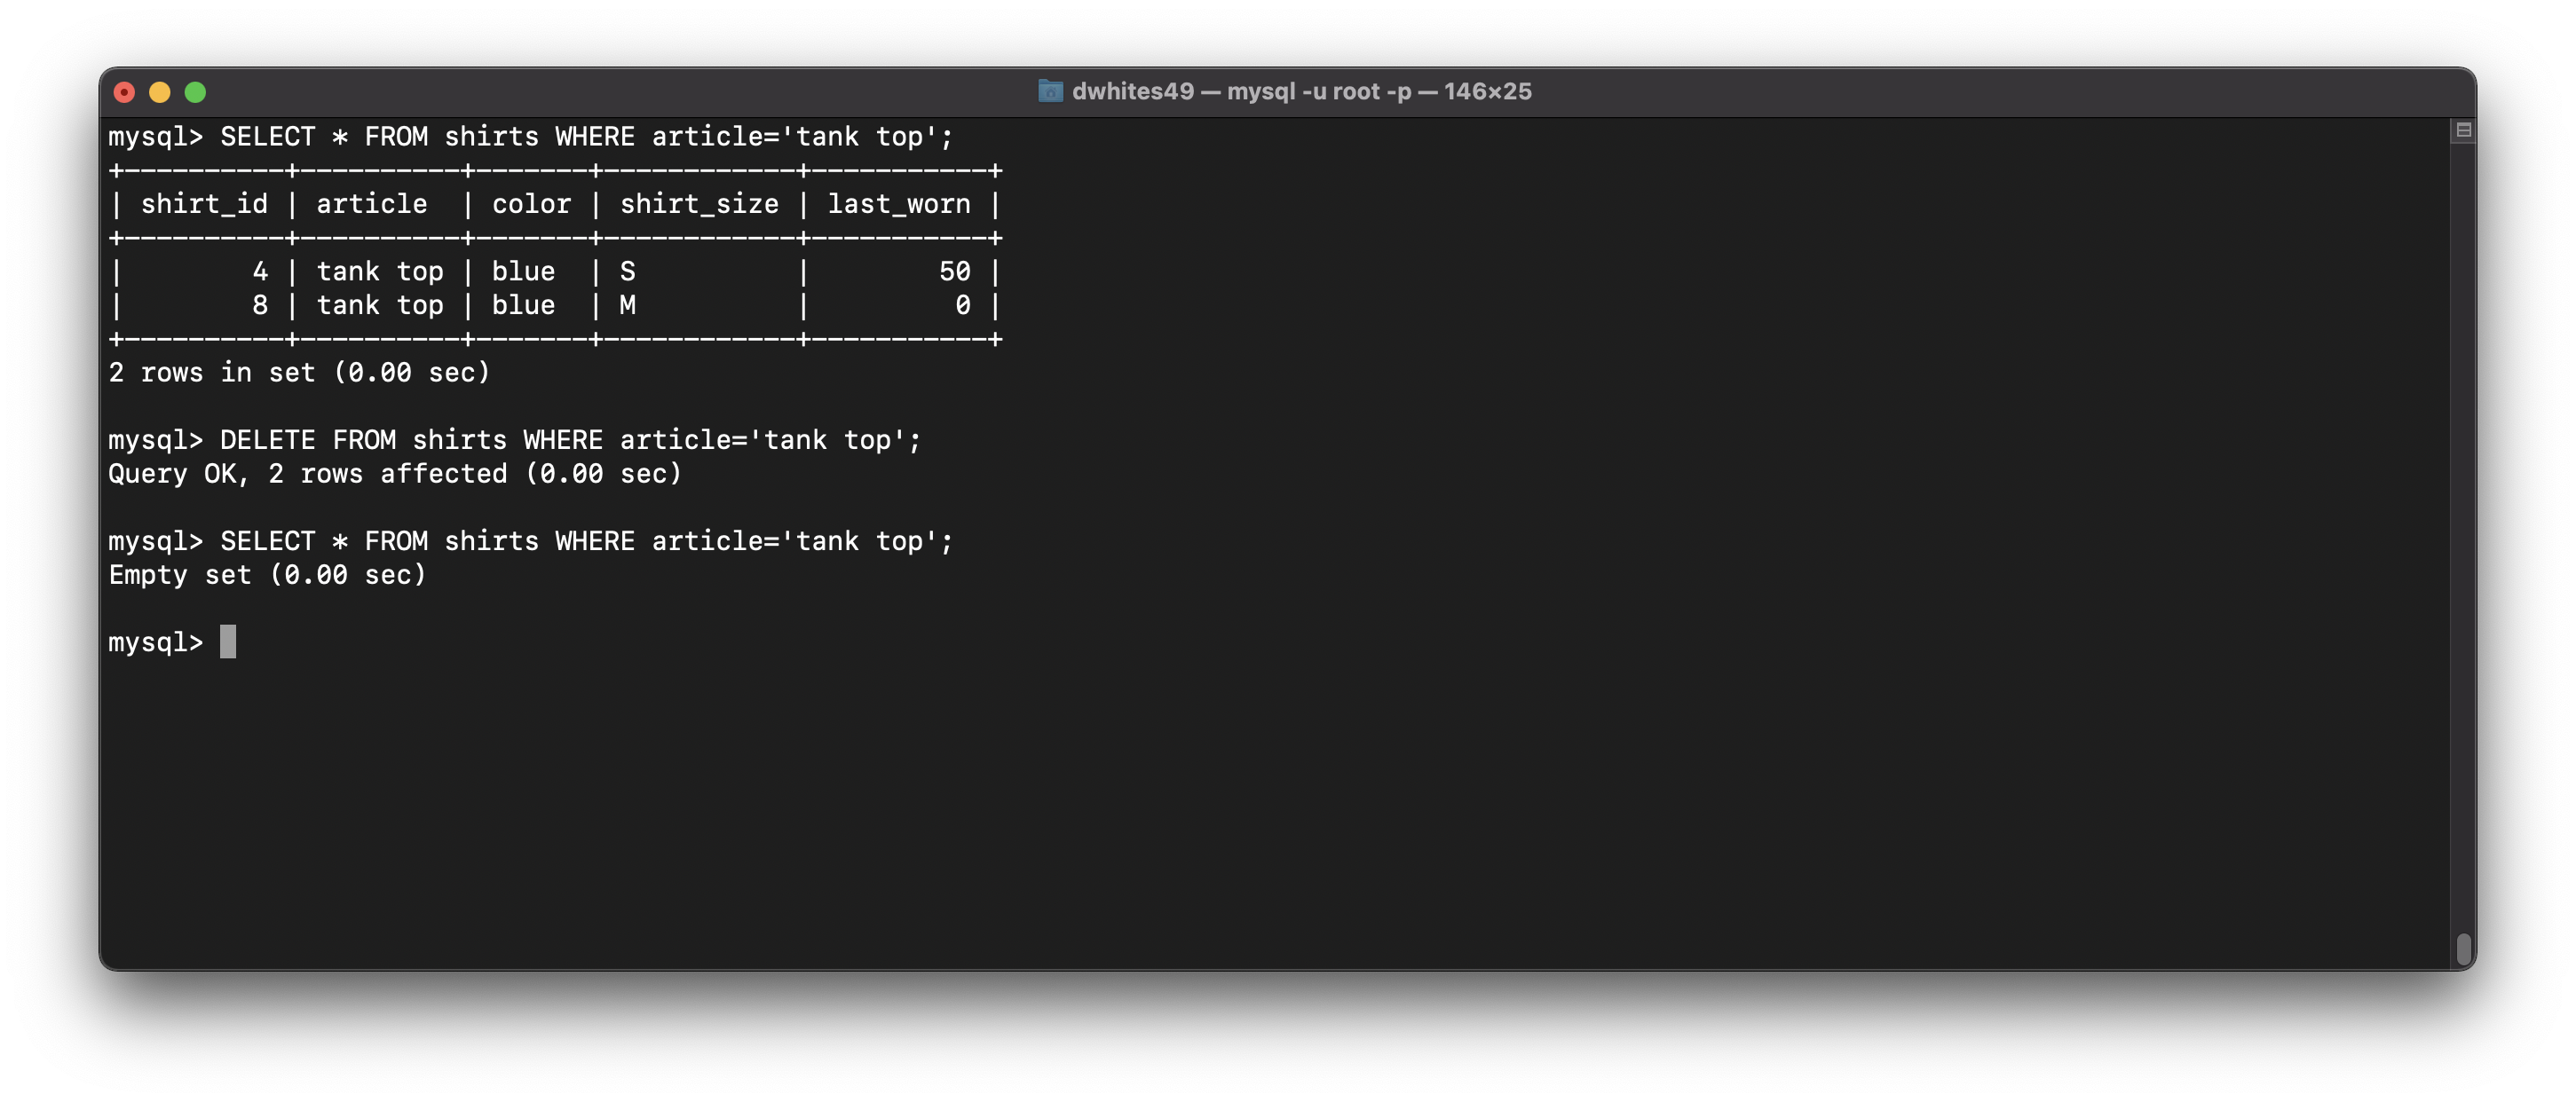 dwhites49 — mysql -u root -p — 146×25
mysql> SELECT * FROM shirts WHERE article='tank top';
+----------+----------+-------+------------+-----------+
| shirt_id | article  | color | shirt_size | last_worn |
+----------+----------+-------+------------+-----------+
|        4 | tank top | blue  | S          |        50 |
|        8 | tank top | blue  | M          |         0 |
+----------+----------+-------+------------+-----------+
2 rows in set (0.00 sec)
mysql> DELETE FROM shirts WHERE article='tank top';
Query OK, 2 rows affected (0.00 sec)
mysql> SELECT * FROM shirts WHERE article='tank top';
Empty set (0.00 sec)
mysql>